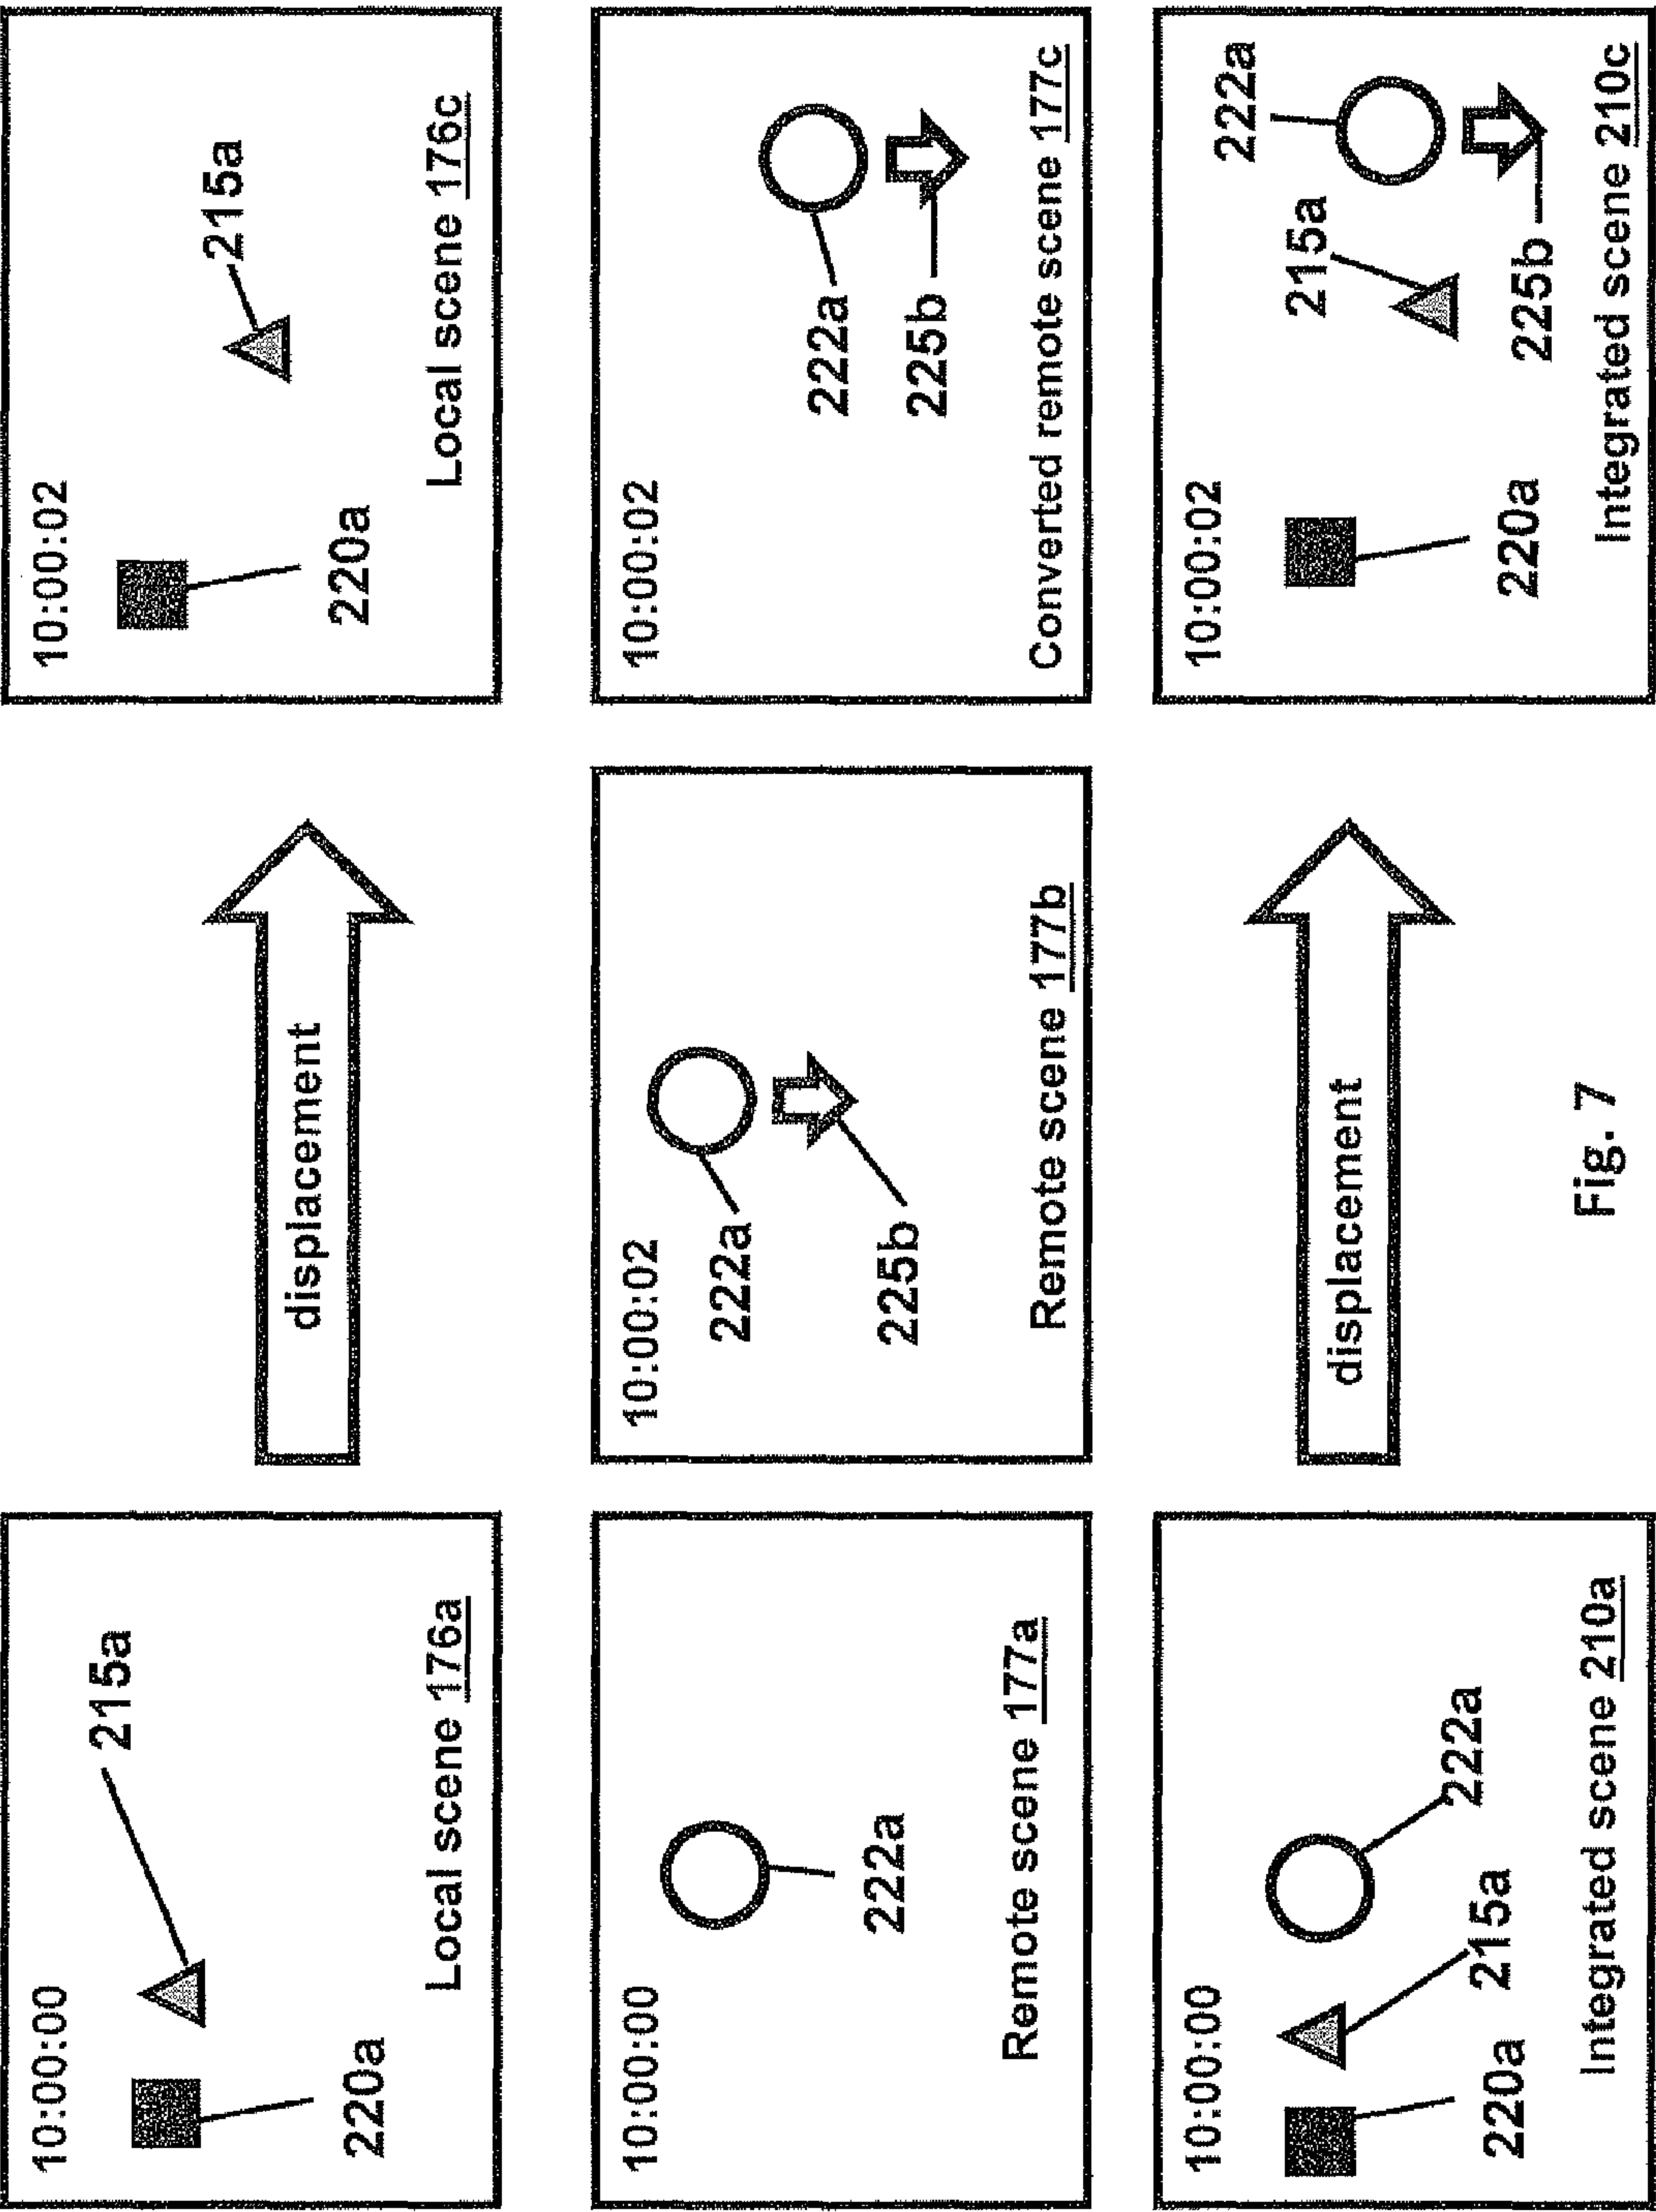 10:00:00
215a
220a
Local scene 176a
displacement
10:00:02
215a
220a
Local scene 176c
10:00:00
222a
Remote scene 177a
10:00:02
222a
225b
Remote scene 177b
10:00:02
222a
225b
Converted remote scene 177c
10:00:00
222a
215a
220a
Integrated scene 210a
displacement
10:00:02
222a
215a
220a
225b
Integrated scene 210c
Fig. 7